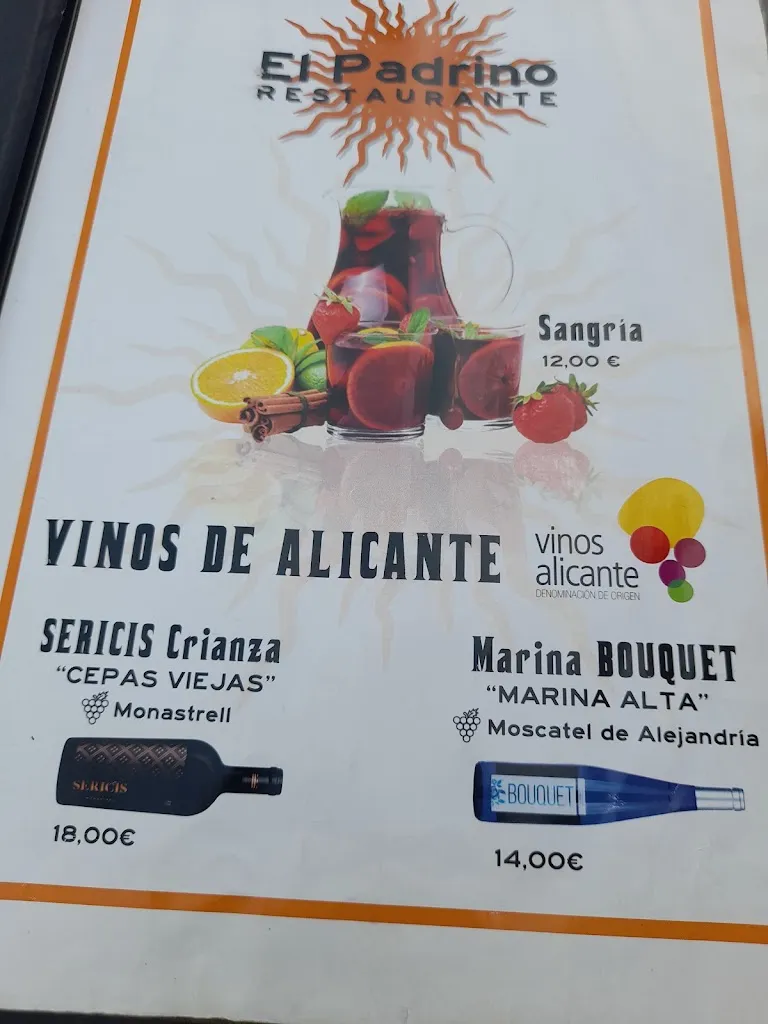 El Padrino
RESTAURANTE
Sangría
12,00 €
VINOS DE ALICANTE
vinos
alicante
DENOMINACIÓN DE ORIGEN
SERICIS Crianza
"CEPAS VIEJAS"
Monastrell
SERICIS
18,00€
Marina BOUQUET
"MARINA ALTA"
Moscatel de Alejandría
BOUQUET
14,00€